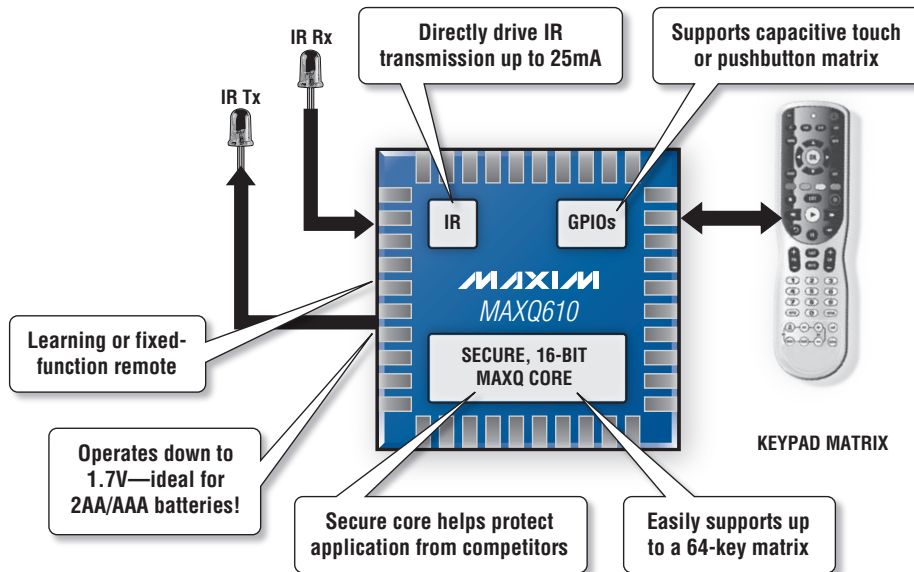 IR Rx
IR Tx
Directly drive IR
transmission up to 25mA
Supports capacitive touch
or pushbutton matrix
IR
GPIOs
MAXIM
MAXQ610
SECURE, 16-BIT
MAXQ CORE
Learning or fixed-
function remote
Operates down to
1.7V—ideal for
2AA/AAA batteries!
Secure core helps protect
application from competitors
Easily supports up
to a 64-key matrix
KEYPAD MATRIX